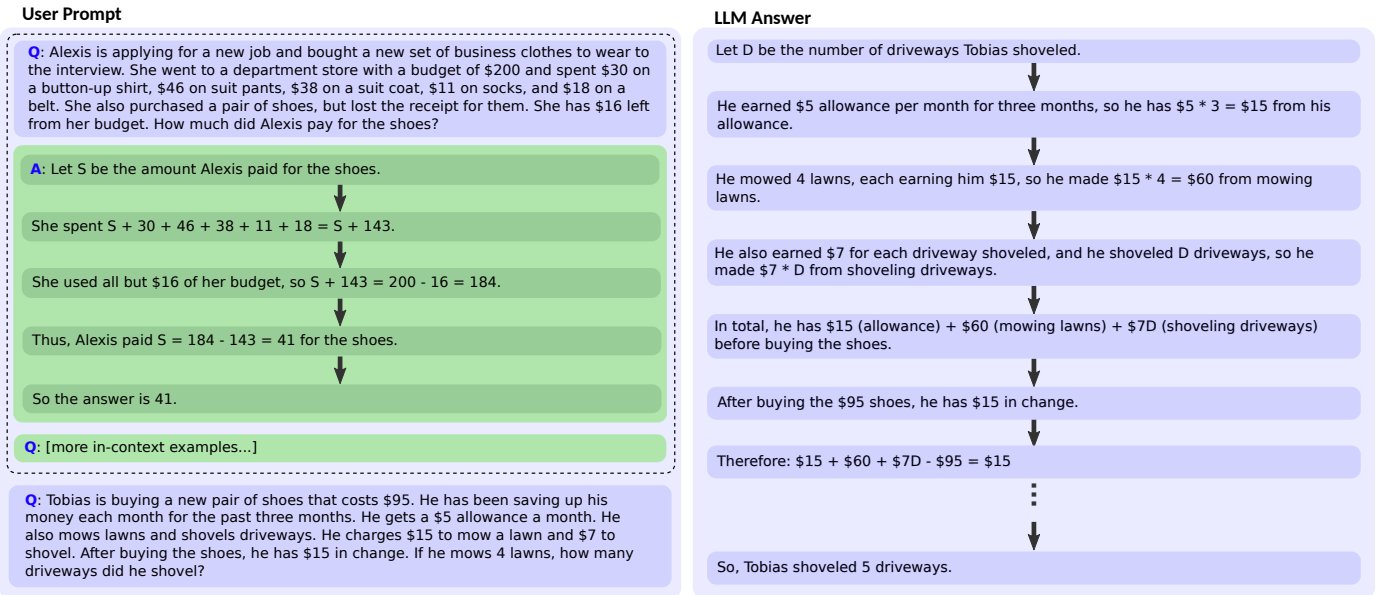 User Prompt
Q: Alexis is applying for a new job and bought a new set of business clothes to wear to
the interview. She went to a department store with a budget of $200 and spent $30 on
a button-up shirt, $46 on suit pants, $38 on a suit coat, $11 on socks, and $18 on a
belt. She also purchased a pair of shoes, but lost the receipt for them. She has $16 left
from her budget. How much did Alexis pay for the shoes?
A: Let S be the amount Alexis paid for the shoes.
She spent S + 30 + 46 + 38 + 11 + 18 = S + 143.
She used all but $16 of her budget, so S + 143 = 200 - 16 = 184.
Thus, Alexis paid S = 184 - 143 = 41 for the shoes.
So the answer is 41.
Q: [more in-context examples...]
Q: Tobias is buying a new pair of shoes that costs $95. He has been saving up his
money each month for the past three months. He gets a $5 allowance a month. He
also mows lawns and shovels driveways. He charges $15 to mow a lawn and $7 to
shovel. After buying the shoes, he has $15 in change. If he mows 4 lawns, how many
driveways did he shovel?
LLM Answer
Let D be the number of driveways Tobias shoveled.
He earned $5 allowance per month for three months, so he has $5 * 3 = $15 from his
allowance.
He mowed 4 lawns, each earning him $15, so he made $15 * 4 = $60 from mowing
lawns.
He also earned $7 for each driveway shoveled, and he shoveled D driveways, so he
made $7 * D from shoveling driveways.
In total, he has $15 (allowance) + $60 (mowing lawns) + $7D (shoveling driveways)
before buying the shoes.
After buying the $95 shoes, he has $15 in change.
Therefore: $15 + $60 + $7D - $95 = $15
So, Tobias shoveled 5 driveways.